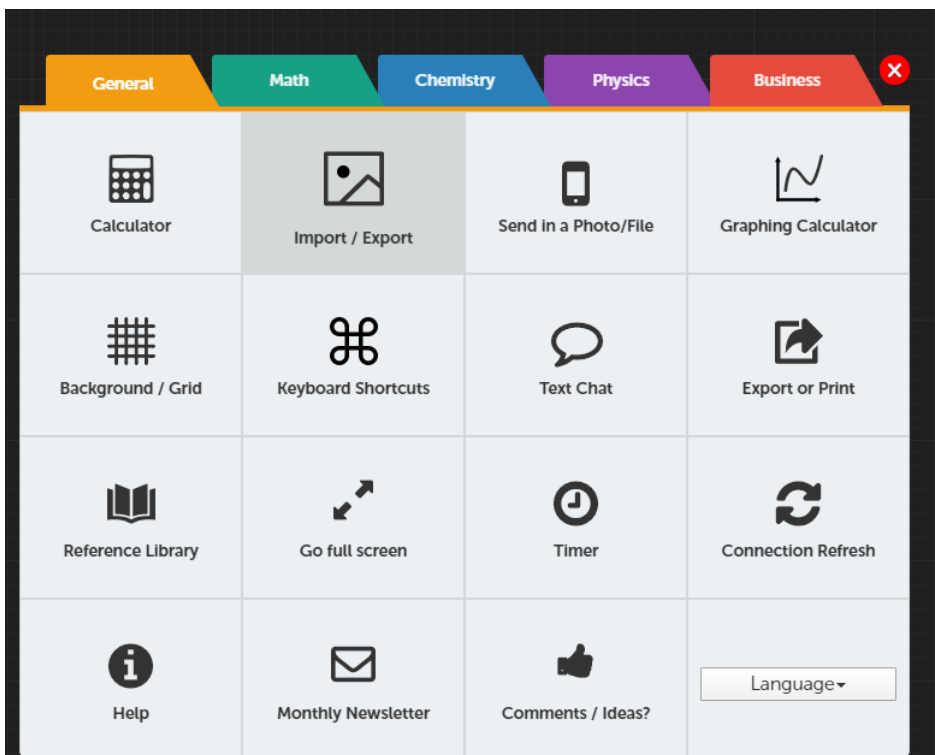 General
Math
Chemistry
Physics
Business
Calculator
Import / Export
Send in a Photo/File
Graphing Calculator
Background / Grid
Keyboard Shortcuts
Text Chat
Export or Print
Reference Library
Go full screen
Timer
Connection Refresh
Help
Monthly Newsletter
Comments / Ideas?
Language